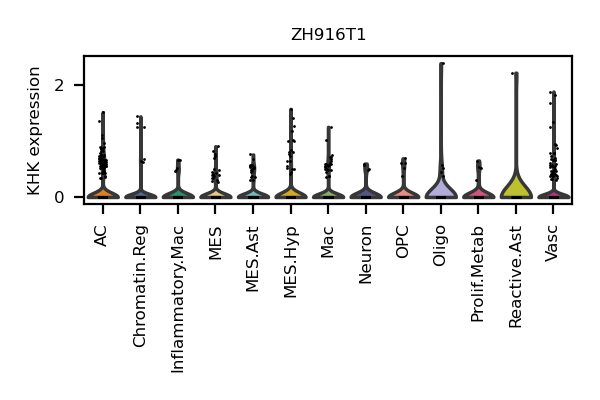 ZH916T1
KHK expression
2
0
AC
Chromatin.Reg
Inflammatory.Mac
MES
MES.Ast
MES.Hyp
Mac
Neuron
OPC
Oligo
Prolif.Metab
Reactive.Ast
Vasc